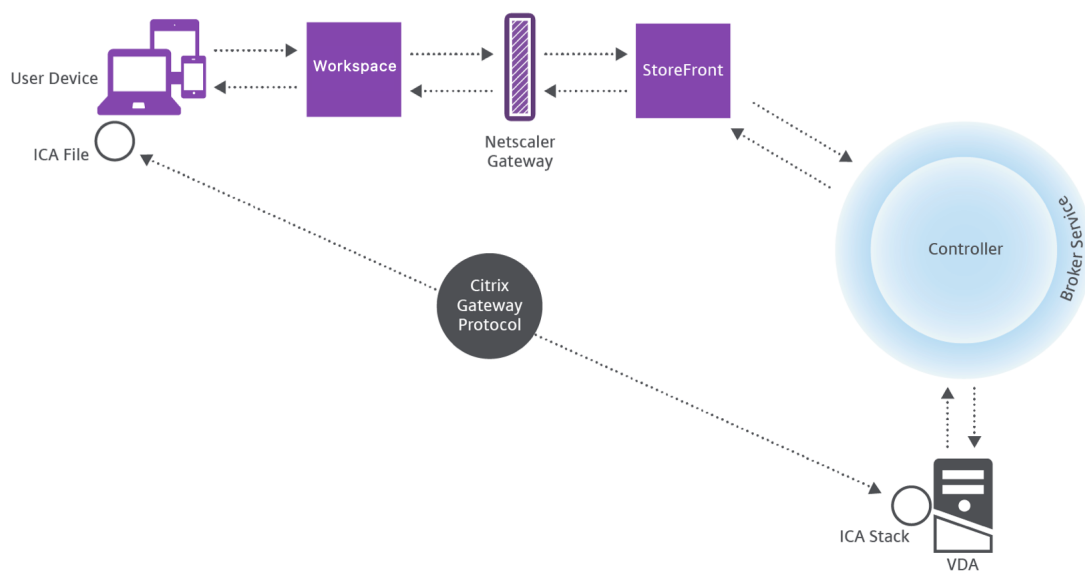 User Device
Workspace
StoreFront
Netscaler
Gateway
ICA File
Broker Service
Controller
Citrix
Gateway
Protocol
ICA Stack
VDA